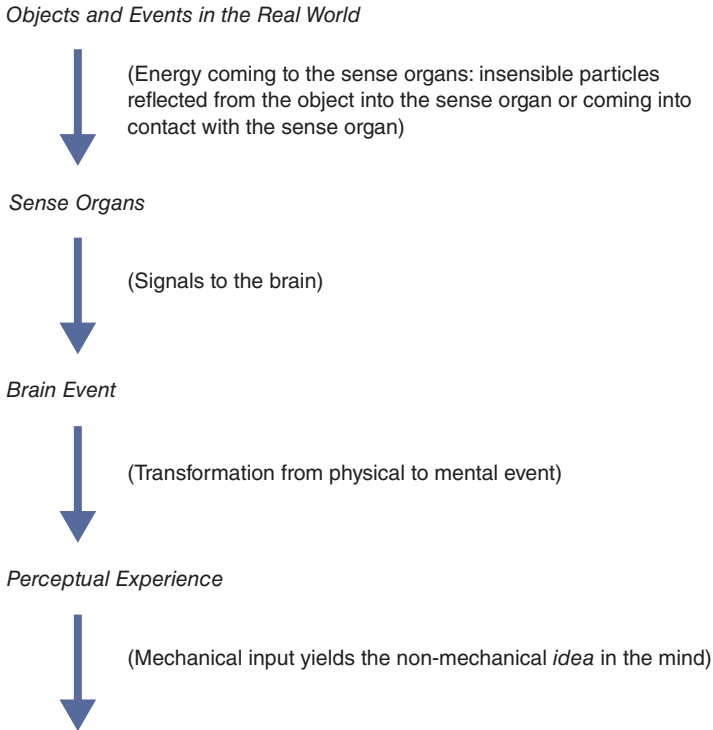 Objects and Events in the Real World
(Energy coming to the sense organs: insensible particles
reflected from the object into the sense organ or coming into
contact with the sense organ)
Sense Organs
(Signals to the brain)
Brain Event
(Transformation from physical to mental event)
Perceptual Experience
(Mechanical input yields the non-mechanical idea in the mind)